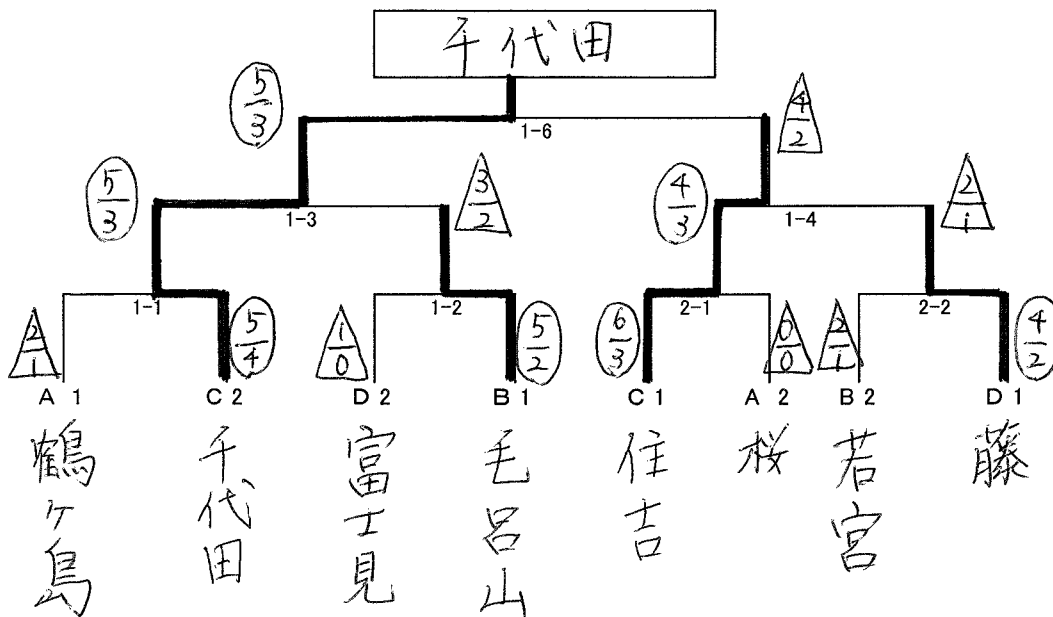 千代田
5/3
4/2
1-6
5/3
3/2
4/3
2/1
1-3
1-4
1-1
1-2
2-1
2-2
2/1
5/4
1/0
5/2
6/3
0/0
2/1
4/2
A 1
C 2
D 2
B 1
C 1
A 2
B 2
D 1
鶴ヶ島
千代田
富士見
毛呂山
住吉
桜
若宮
藤